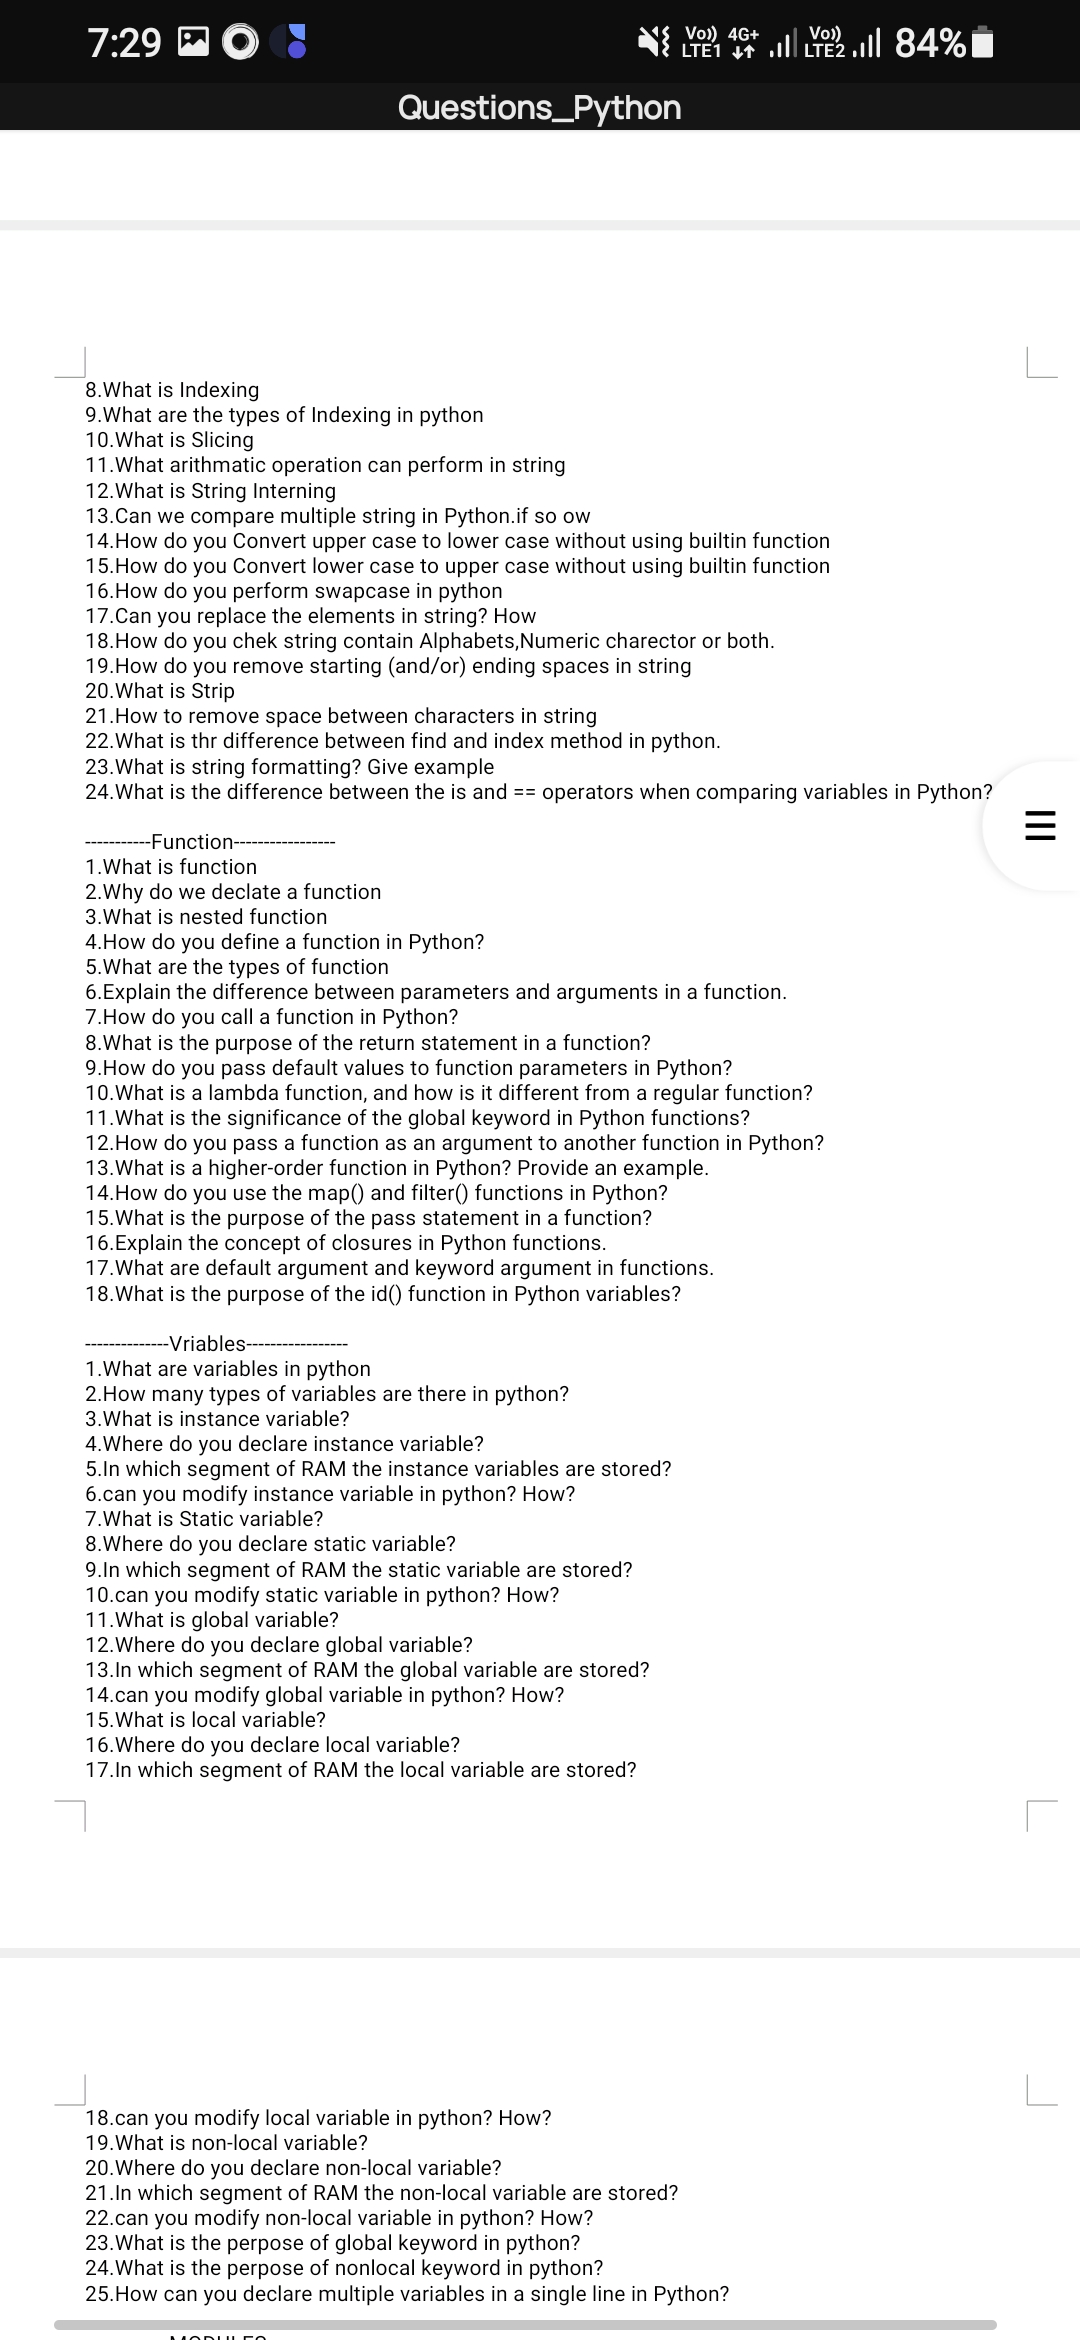 7:29
Vo)) 4G+ Vo)) 84%
LTE1 LTE2
Questions_Python
8.What is Indexing
9.What are the types of Indexing in python
10.What is Slicing
11.What arithmatic operation can perform in string
12.What is String Interning
13.Can we compare multiple string in Python.if so ow
14.How do you Convert upper case to lower case without using builtin function
15.How do you Convert lower case to upper case without using builtin function
16.How do you perform swapcase in python
17.Can you replace the elements in string? How
18.How do you chek string contain Alphabets,Numeric charector or both.
19.How do you remove starting (and/or) ending spaces in string
20.What is Strip
21.How to remove space between characters in string
22.What is thr difference between find and index method in python.
23.What is string formatting? Give example
24.What is the difference between the is and == operators when comparing variables in Python?
-----------Function-----------------
1.What is function
2.Why do we declate a function
3.What is nested function
4.How do you define a function in Python?
5.What are the types of function
6.Explain the difference between parameters and arguments in a function.
7.How do you call a function in Python?
8.What is the purpose of the return statement in a function?
9.How do you pass default values to function parameters in Python?
10.What is a lambda function, and how is it different from a regular function?
11.What is the significance of the global keyword in Python functions?
12.How do you pass a function as an argument to another function in Python?
13.What is a higher-order function in Python? Provide an example.
14.How do you use the map() and filter() functions in Python?
15.What is the purpose of the pass statement in a function?
16.Explain the concept of closures in Python functions.
17.What are default argument and keyword argument in functions.
18.What is the purpose of the id() function in Python variables?
--------------Vriables-----------------
1.What are variables in python
2.How many types of variables are there in python?
3.What is instance variable?
4.Where do you declare instance variable?
5.In which segment of RAM the instance variables are stored?
6.can you modify instance variable in python? How?
7.What is Static variable?
8.Where do you declare static variable?
9.In which segment of RAM the static variable are stored?
10.can you modify static variable in python? How?
11.What is global variable?
12.Where do you declare global variable?
13.In which segment of RAM the global variable are stored?
14.can you modify global variable in python? How?
15.What is local variable?
16.Where do you declare local variable?
17.In which segment of RAM the local variable are stored?
18.can you modify local variable in python? How?
19.What is non-local variable?
20.Where do you declare non-local variable?
21.In which segment of RAM the non-local variable are stored?
22.can you modify non-local variable in python? How?
23.What is the perpose of global keyword in python?
24.What is the perpose of nonlocal keyword in python?
25.How can you declare multiple variables in a single line in Python?
MODULES